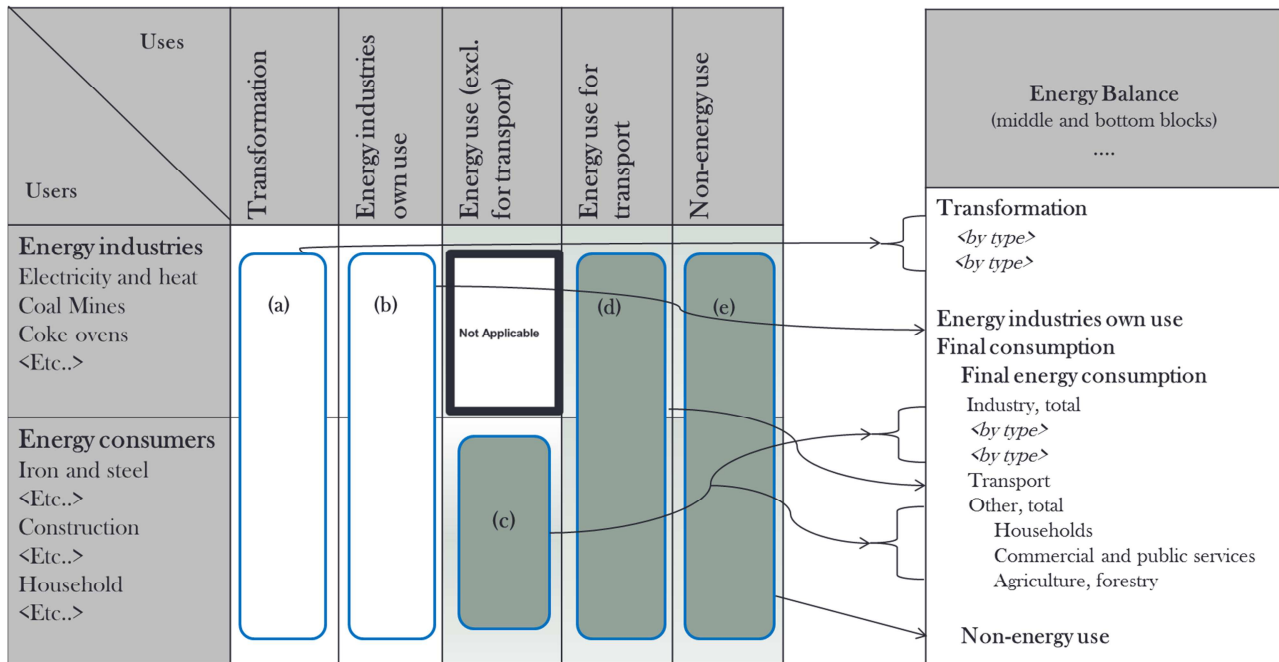 Uses
Users
Transformation
Energy industries
own use
Energy use (excl.
for transport)
Energy use for
transport
Non-energy use
Energy industries
Electricity and heat
Coal Mines
Coke ovens
<Etc..>
Energy consumers
Iron and steel
<Etc..>
Construction
<Etc..>
Household
<Etc..>
(a)
(b)
Not Applicable
(c)
(d)
(e)
Energy Balance
(middle and bottom blocks)
....
Transformation
<by type>
<by type>
Energy industries own use
Final consumption
Final energy consumption
Industry, total
<by type>
<by type>
Transport
Other, total
Households
Commercial and public services
Agriculture, forestry
Non-energy use